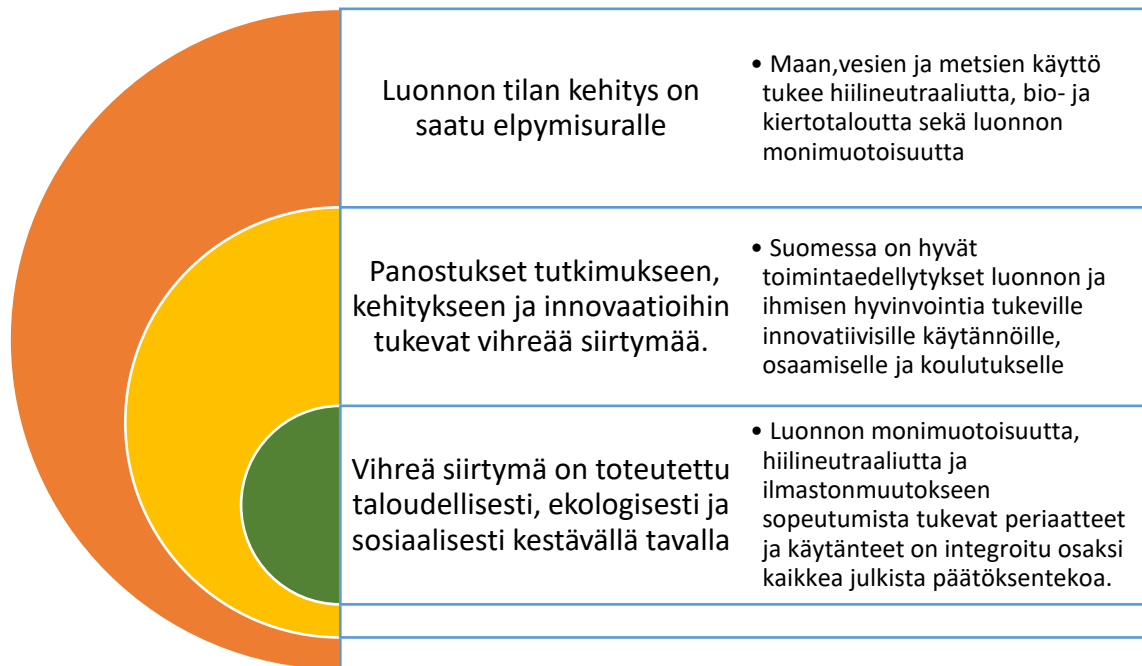 Luonnon tilan kehitys on
saatu elpymisuralle
• Maan,vesien ja metsien käyttö
tukee hiilineutraaliutta, bio- ja
kiertotaloutta sekä luonnon
monimuotoisuutta
Panostukset tutkimukseen,
kehitykseen ja innovaatioihin
tukevat vihreää siirtymää.
• Suomessa on hyvät
toimintaedellytykset luonnon ja
ihmisen hyvinvointia tukeville
innovatiivisille käytännöille,
osaamiselle ja koulutukselle
Vihreä siirtymä on toteutettu
taloudellisesti, ekologisesti ja
sosiaalisesti kestävällä tavalla
• Luonnon monimuotoisuutta,
hiilineutraaliutta ja
ilmastonmuutokseen
sopeutumista tukevat periaatteet
ja käytänteet on integroitu osaksi
kaikkea julkista päätöksentekoa.